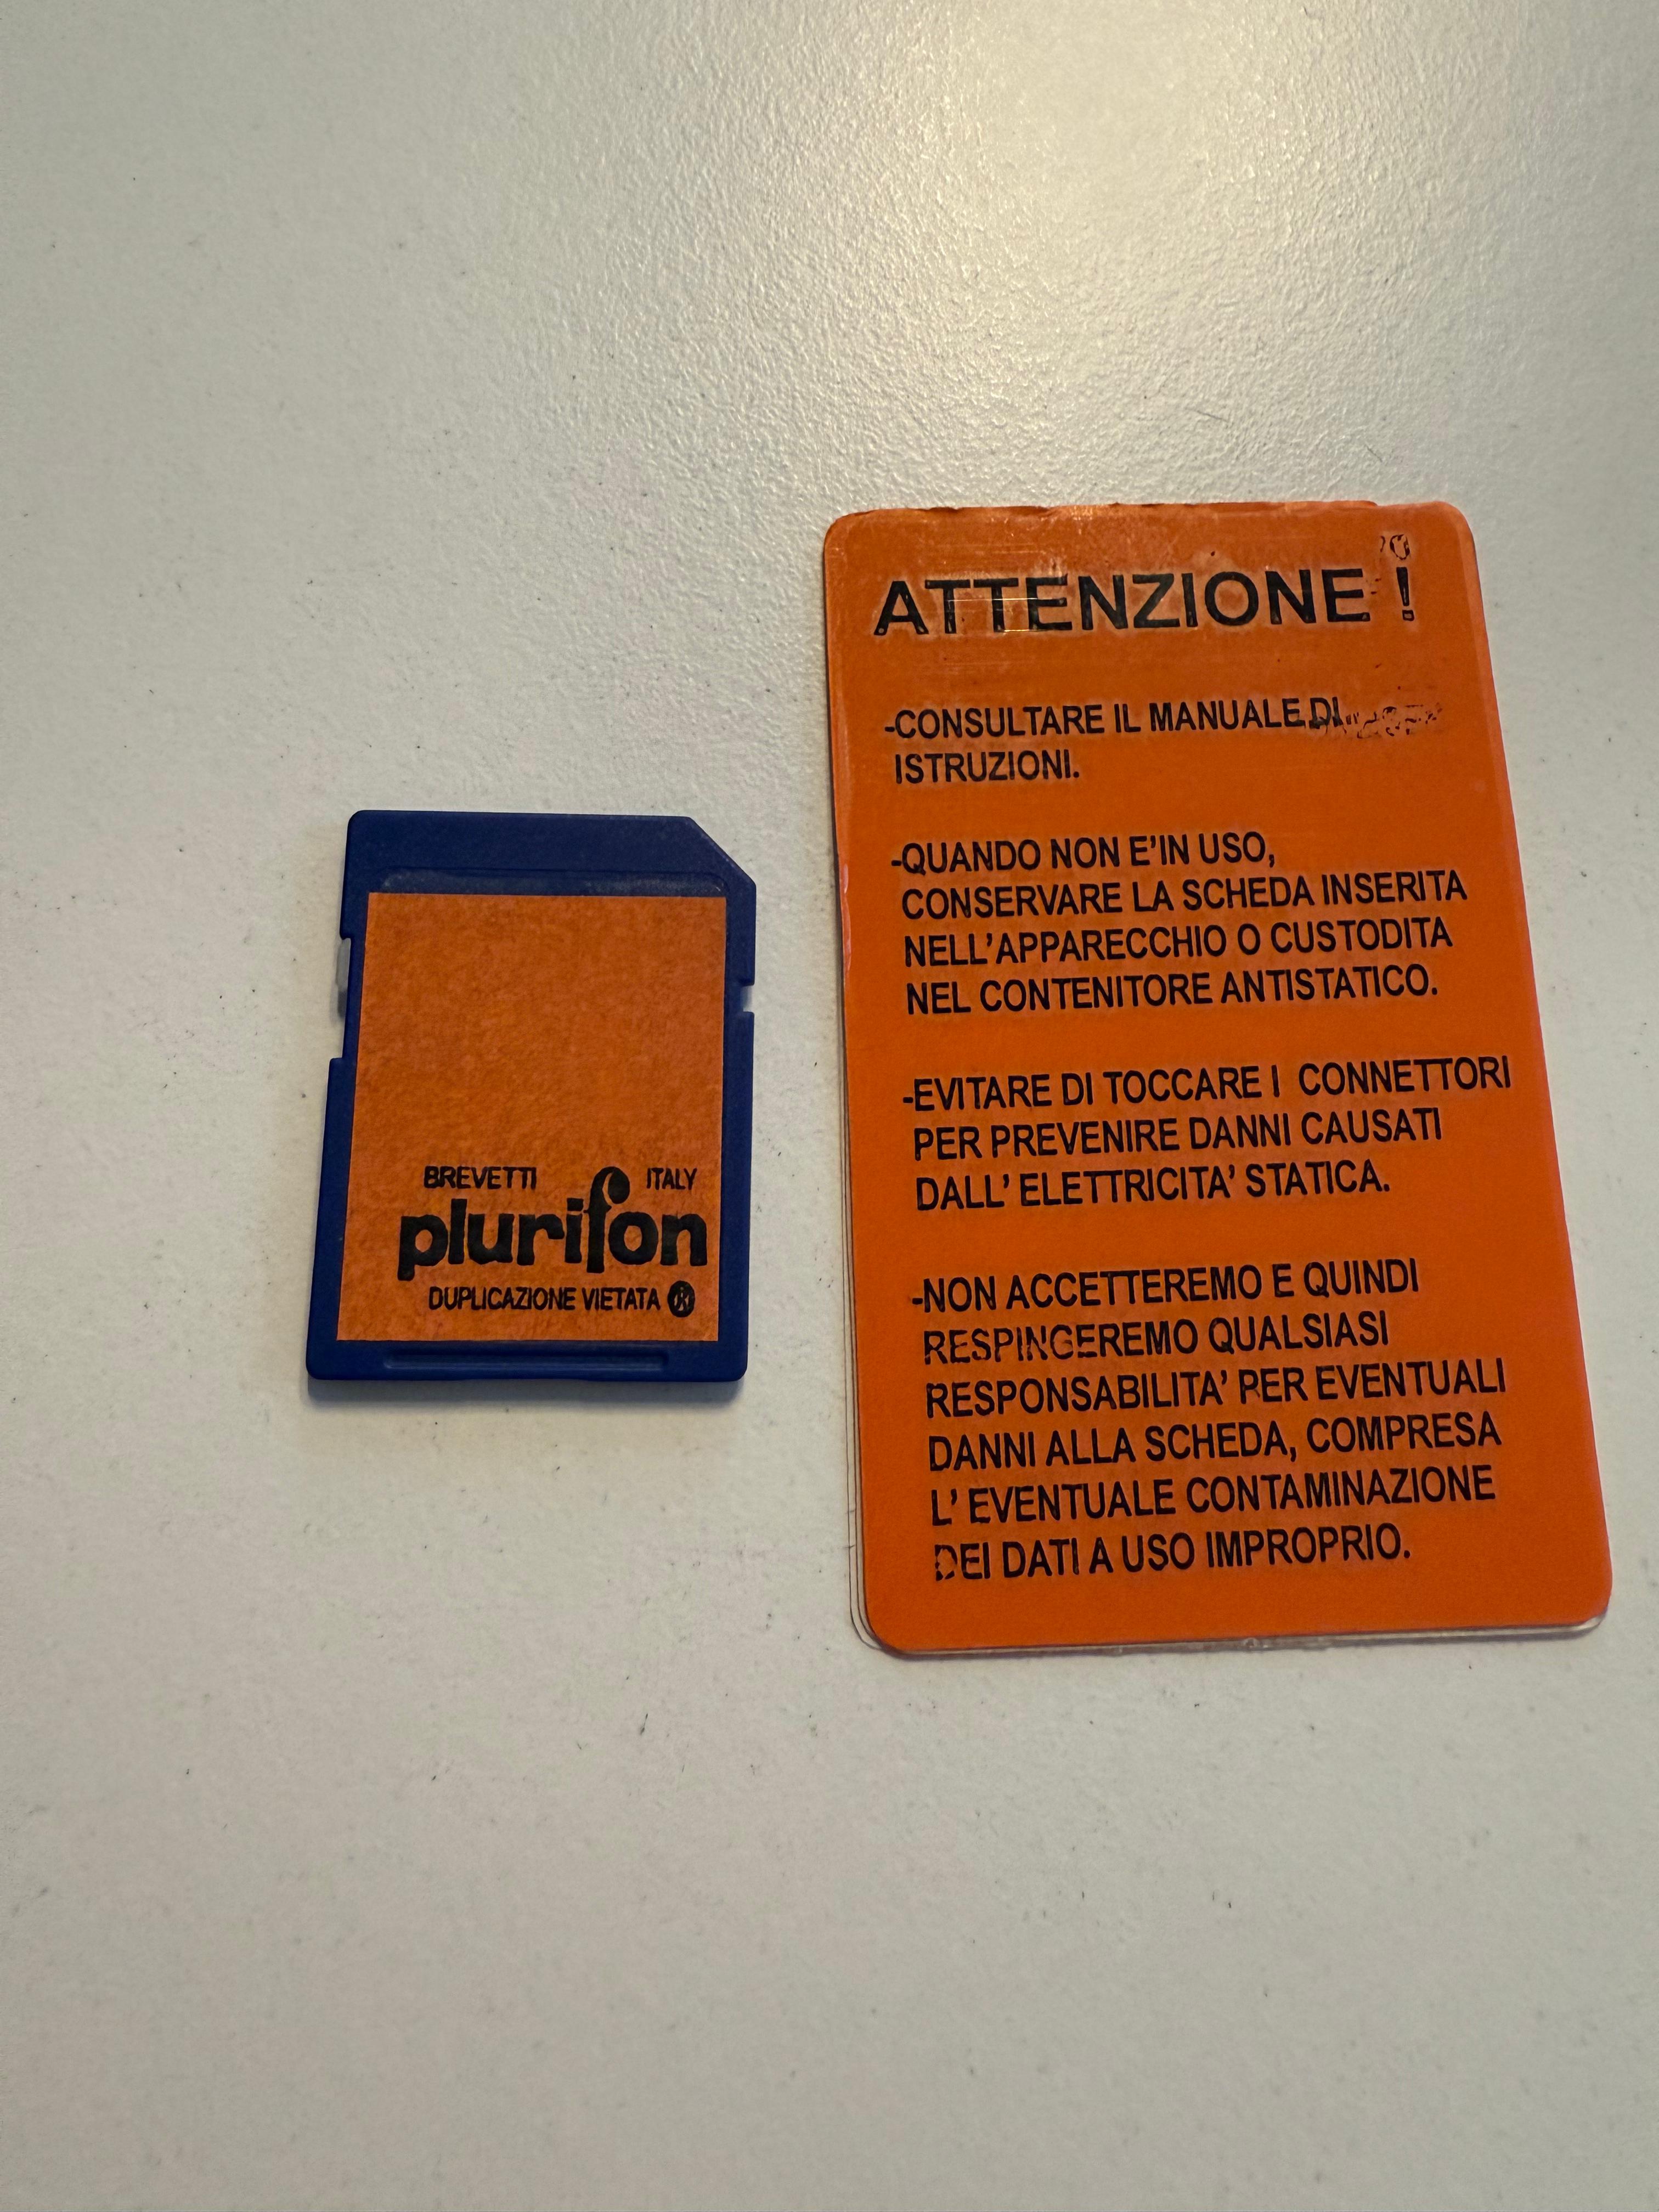 BREVETTI ITALY
plurifon
DUPLICAZIONE VIETATA ®
ATTENZIONE !
-CONSULTARE IL MANUALE DI
ISTRUZIONI.
-QUANDO NON E'IN USO,
CONSERVARE LA SCHEDA INSERITA
NELL'APPARECCHIO O CUSTODITA
NEL CONTENITORE ANTISTATICO.
-EVITARE DI TOCCARE I CONNETTORI
PER PREVENIRE DANNI CAUSATI
DALL' ELETTRICITA' STATICA.
-NON ACCETTEREMO E QUINDI
RESPINGEREMO QUALSIASI
RESPONSABILITA' PER EVENTUALI
DANNI ALLA SCHEDA, COMPRESA
L' EVENTUALE CONTAMINAZIONE
DEI DATI A USO IMPROPRIO.